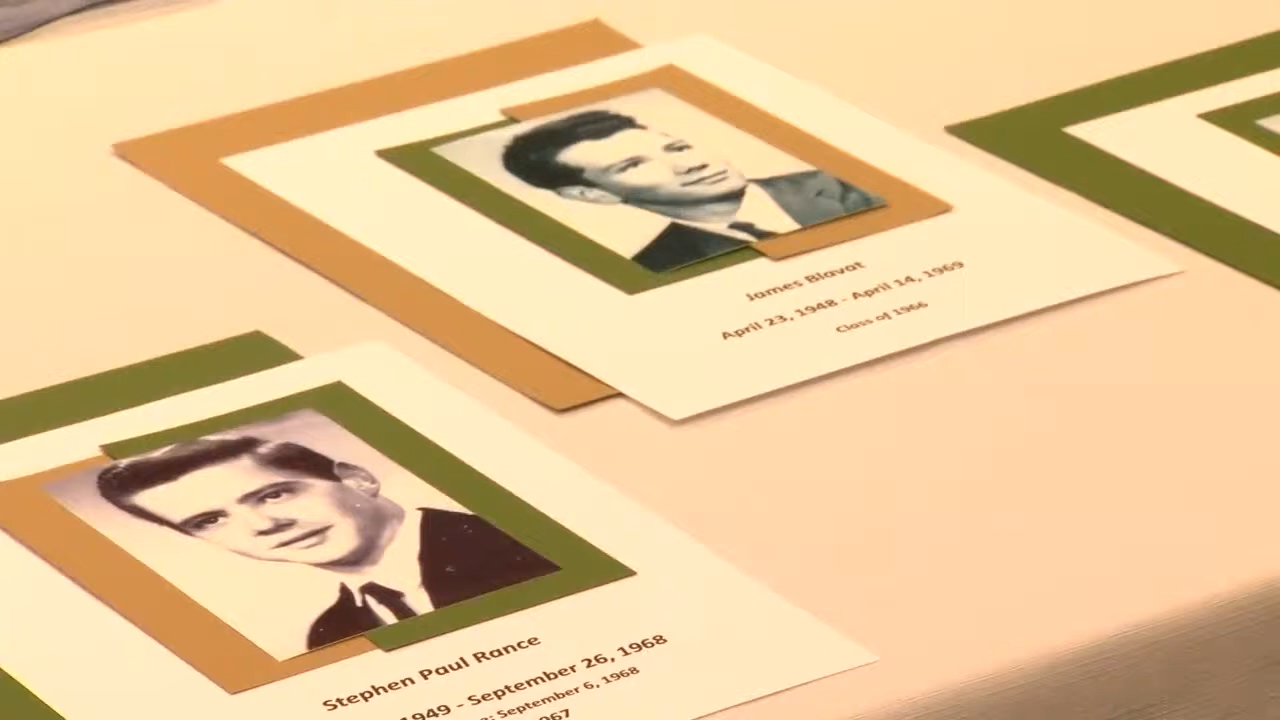 James Blavat
April 23, 1948 - April 14, 1969
Class of 1966
Stephen Paul Rance
1949 - September 26, 1968
September 6, 1968